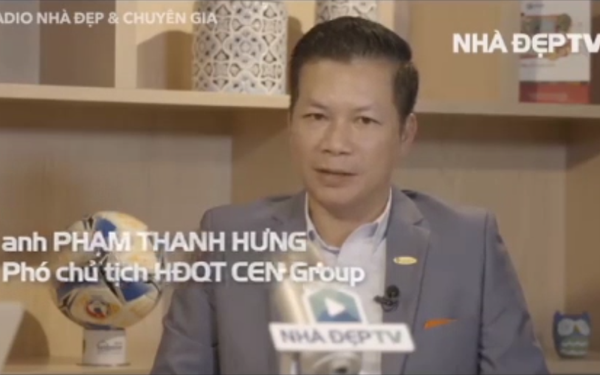 ADIO NHÀ ĐẸP & CHUYÊN GIA
NHÀ ĐẸPTV
anh PHẠM THANH HƯNG
Phó chủ tịch HĐQT CEN Group
NHÀ ĐẸPTV